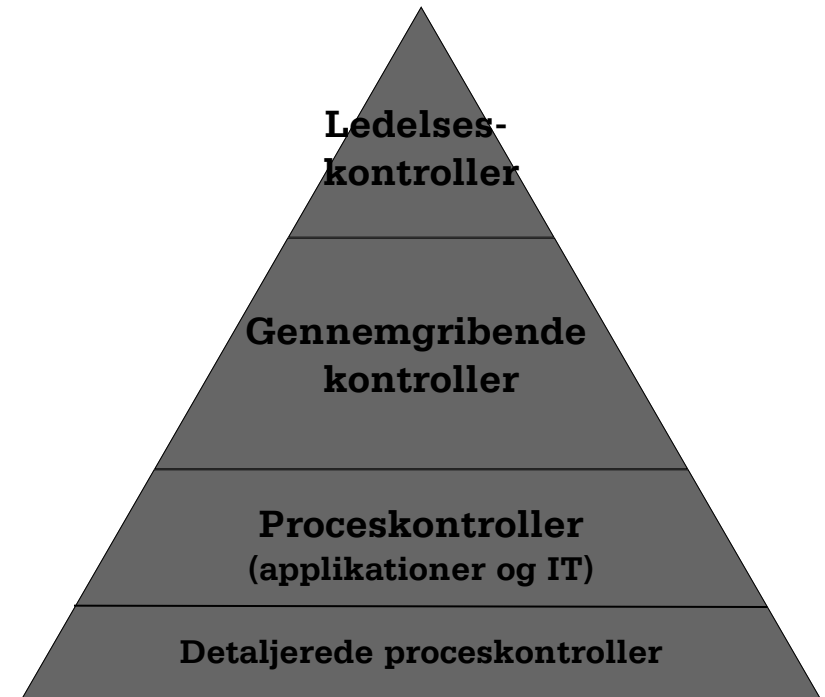 Ledelses-
kontroller
Gennemgribende
kontroller
Proceskontroller
(applikationer og IT)
Detaljerede proceskontroller